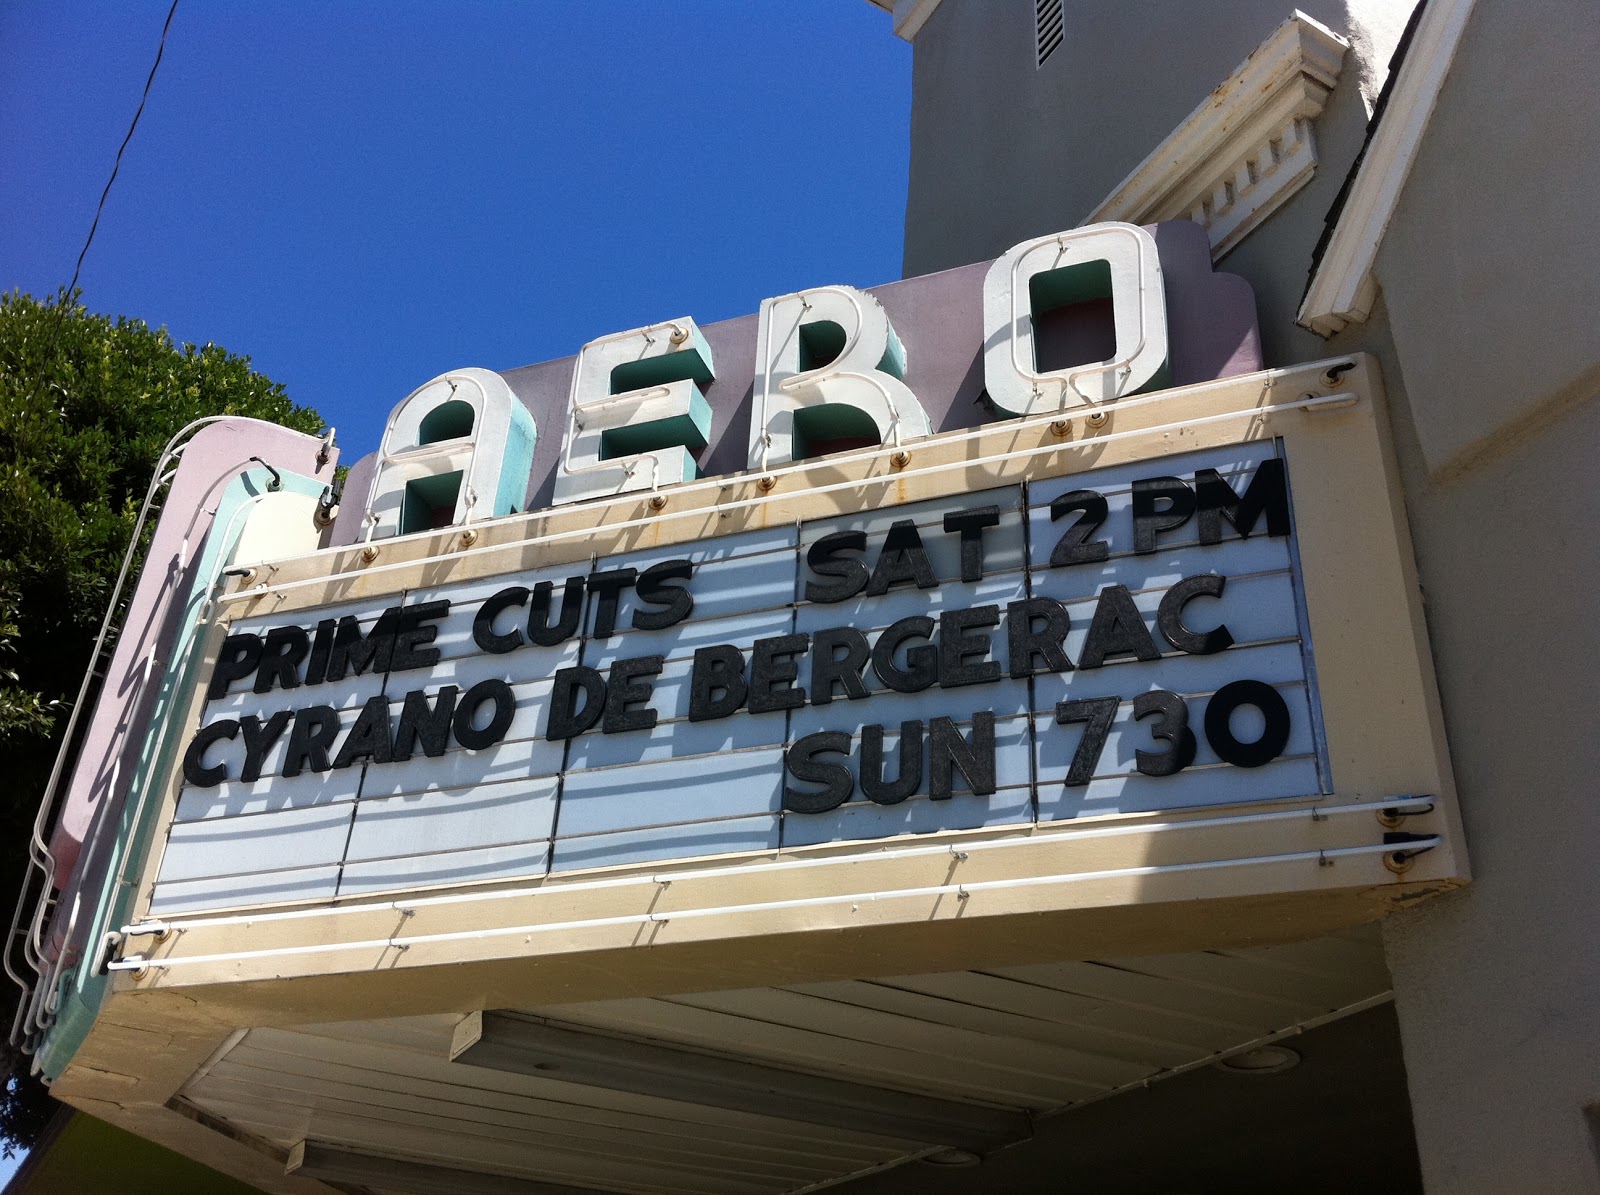 AERO
PRIME CUTS SAT 2PM
CYRANO DE BERGERAC
SUN 730